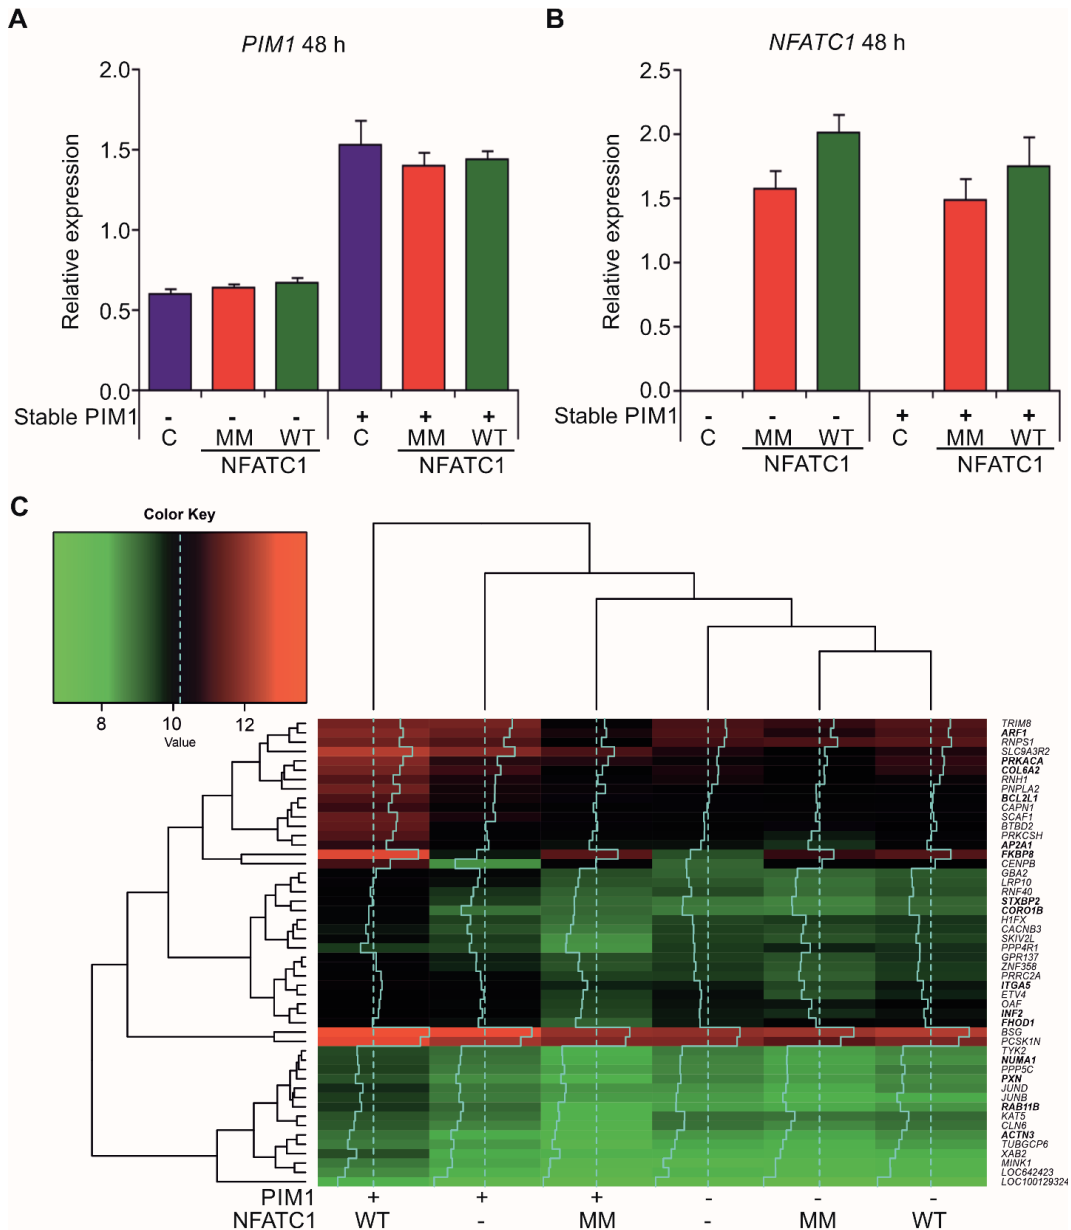 A
PIM1 48 h
Relative expression
2.0
1.5
1.0
0.5
0.0
Stable PIM1 - - - + + +
C MM WT C MM WT
NFATC1 NFATC1
B
NFATC1 48 h
Relative expression
2.5
2.0
1.5
1.0
0.5
0.0
Stable PIM1 - - - + + +
C MM WT C MM WT
NFATC1 NFATC1
C
Color Key
8 10 12
Value
TRIM8
ARF1
RNPS1
SLC9A3R2
PRKACA
COL6A2
RNH1
PNPLA2
BCL2L1
CAPN1
SCAF1
BTBD2
PRKCSH
AP2A1
FKBP8
CENPB
GBA2
LRP10
RNF40
STXBP2
CORO1B
H1FX
CACNB3
SKIV2L
PPP4R1
GPR137
ZNF358
PRRC2A
ITGA5
ETV4
OAF
INF2
FHOD1
BSG
PCSK1N
TYK2
NUMA1
PPP5C
PXN
JUND
JUNB
RAB11B
KAT5
CLN6
ACTN3
TUBGCP6
XAB2
MINK1
LOC642423
LOC100129324
PIM1 + + + - - -
NFATC1 WT - MM - MM WT